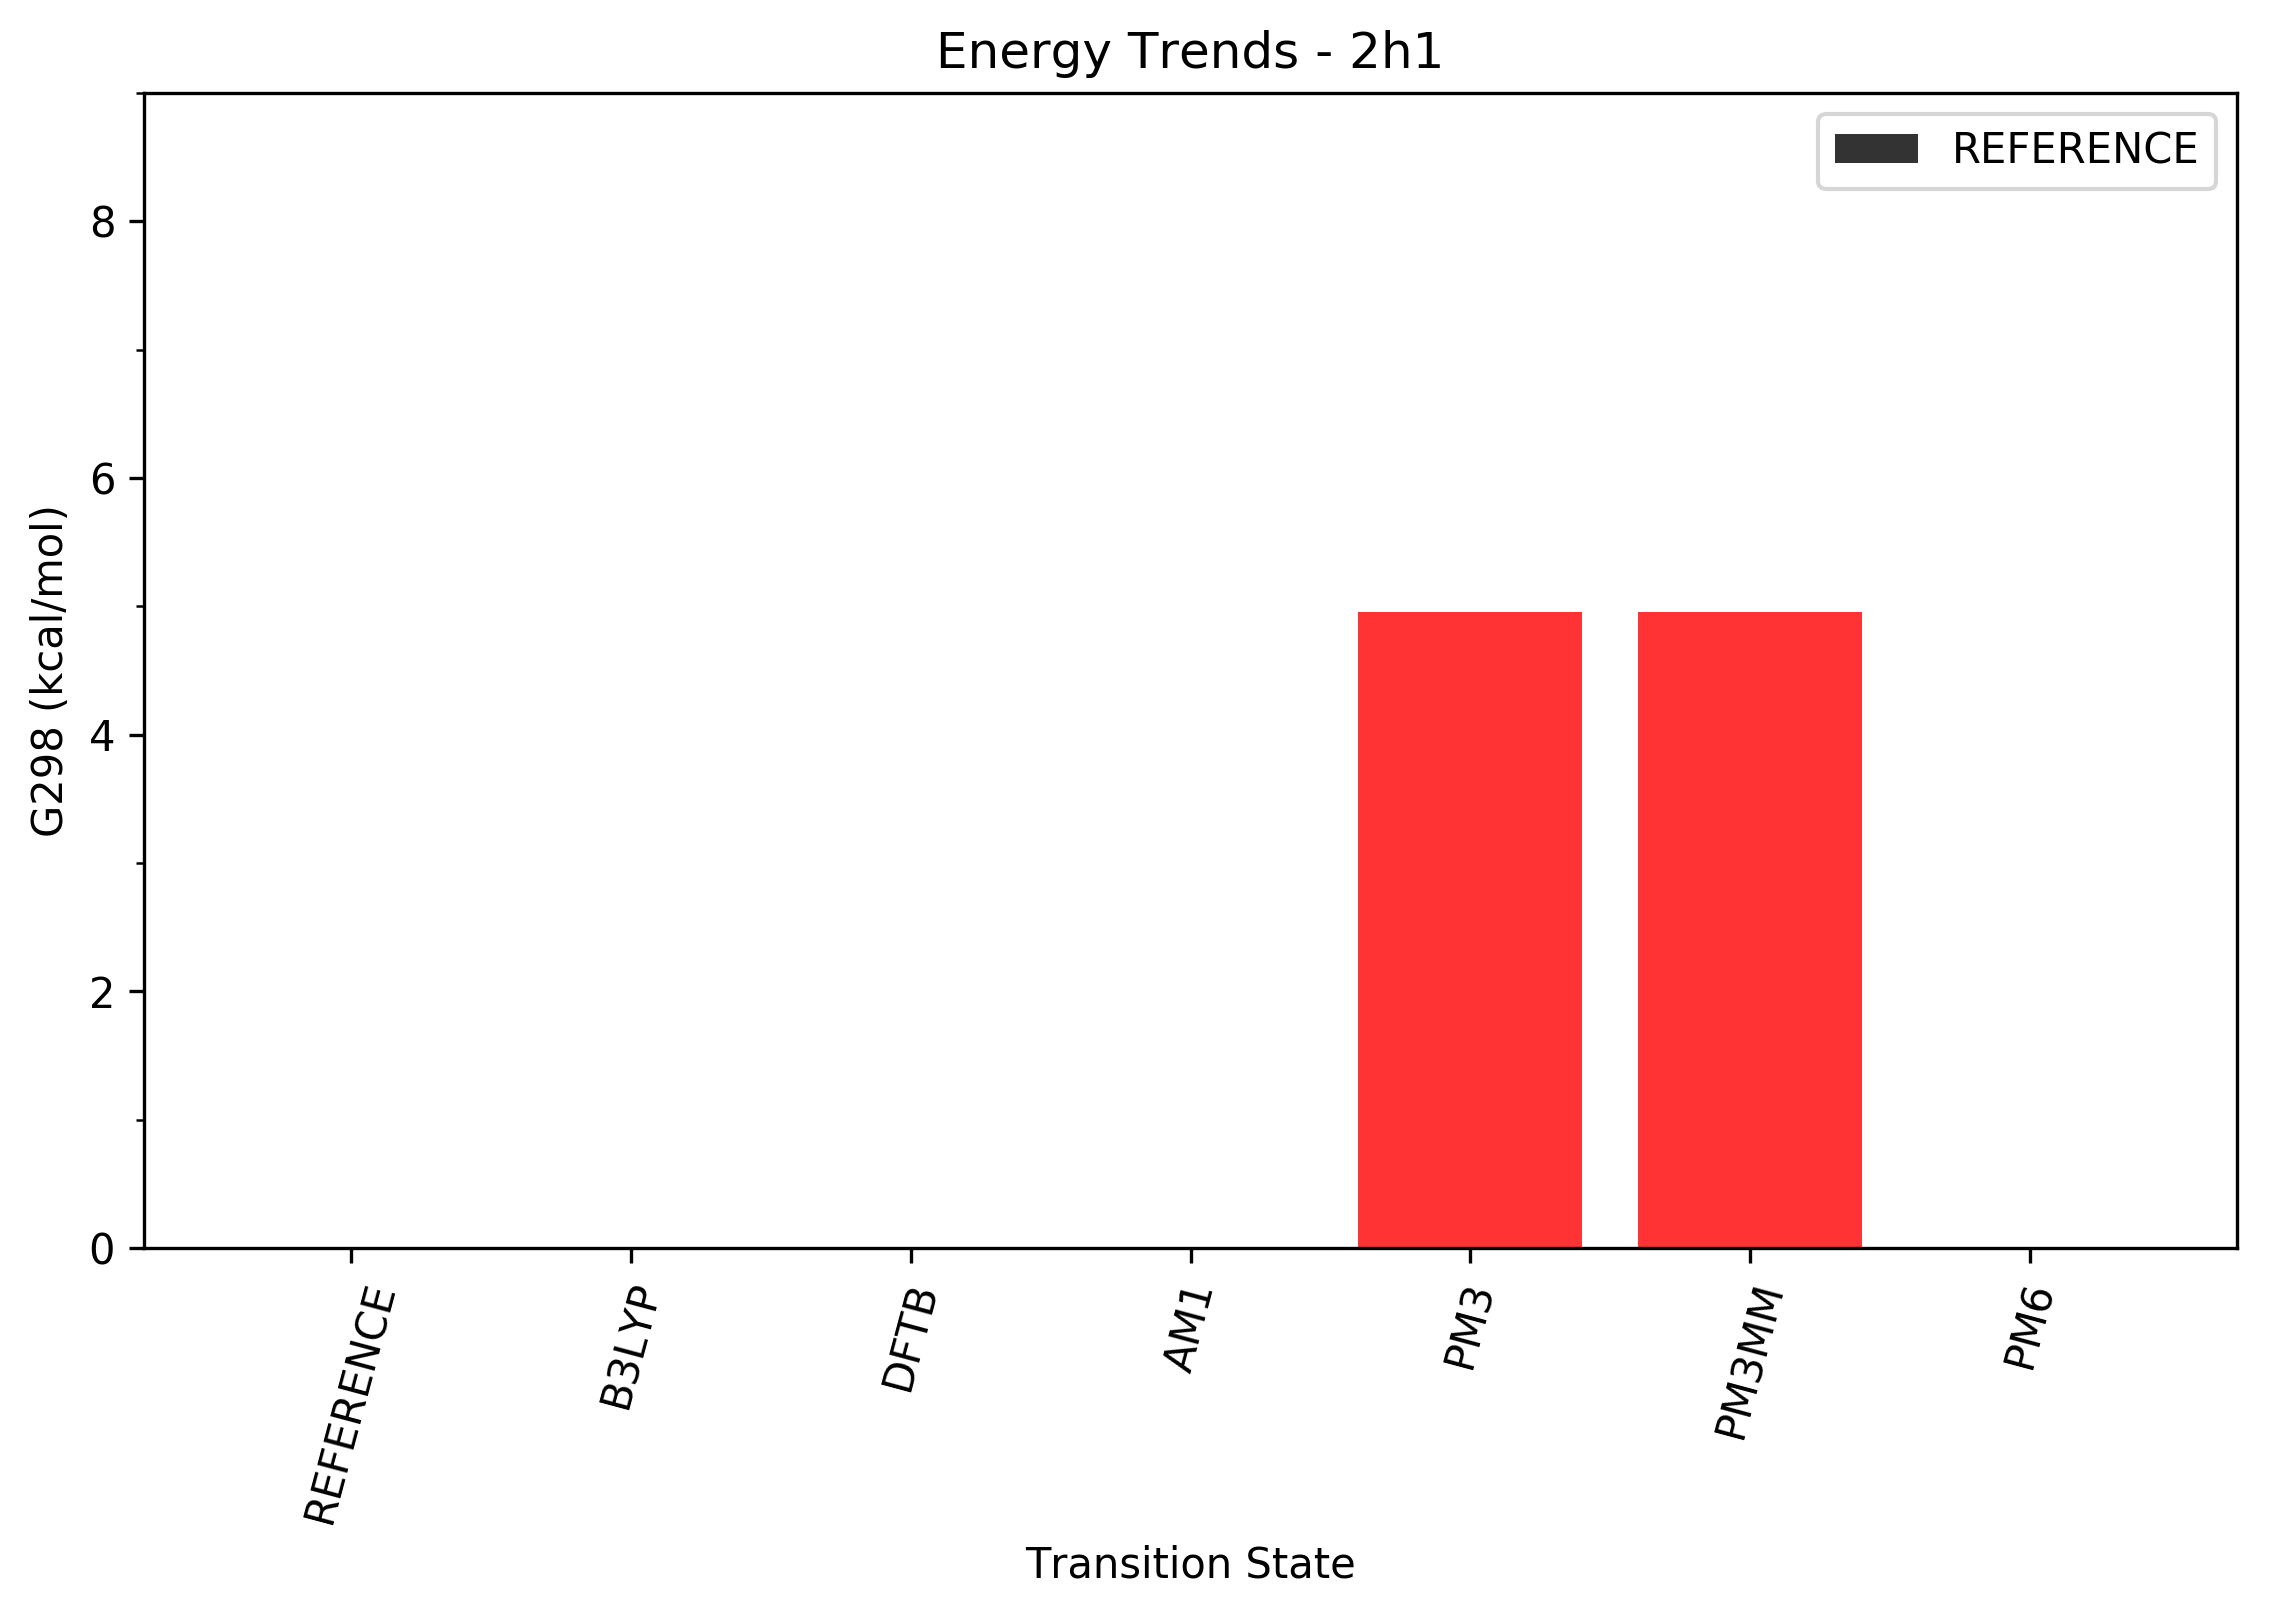 Energy Trends - 2h1
REFERENCE
G298 (kcal/mol)
8
6
4
2
0
REFERENCE
B3LYP
DFTB
AM1
PM3
PM3MM
PM6
Transition State